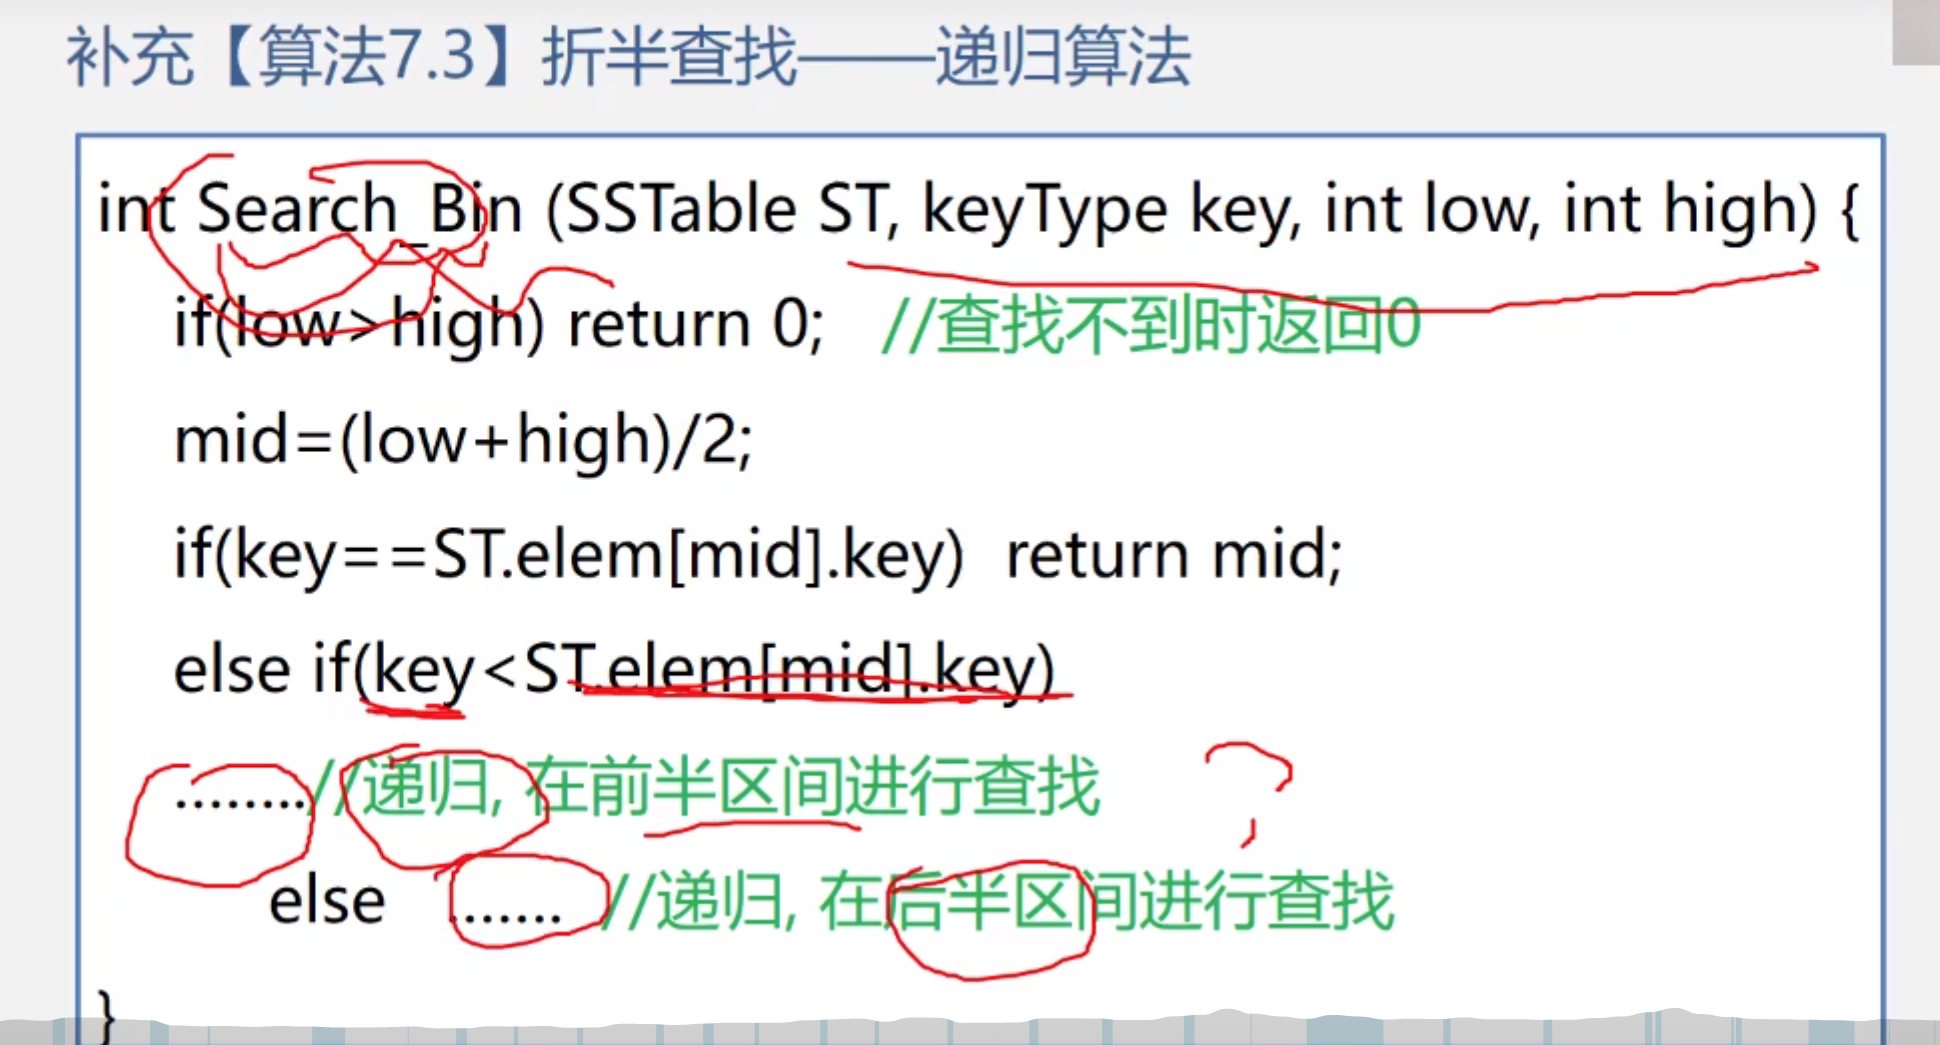 补充【算法7.3】折半查找——递归算法
int Search_Bin (SSTable ST, keyType key, int low, int high) {
if(low>high) return 0; //查找不到时返回0
mid=(low+high)/2;
if(key==ST.elem[mid].key) return mid;
else if(key<ST.elem[mid].key)
........//递归, 在前半区间进行查找
else ....... //递归, 在后半区间进行查找
}